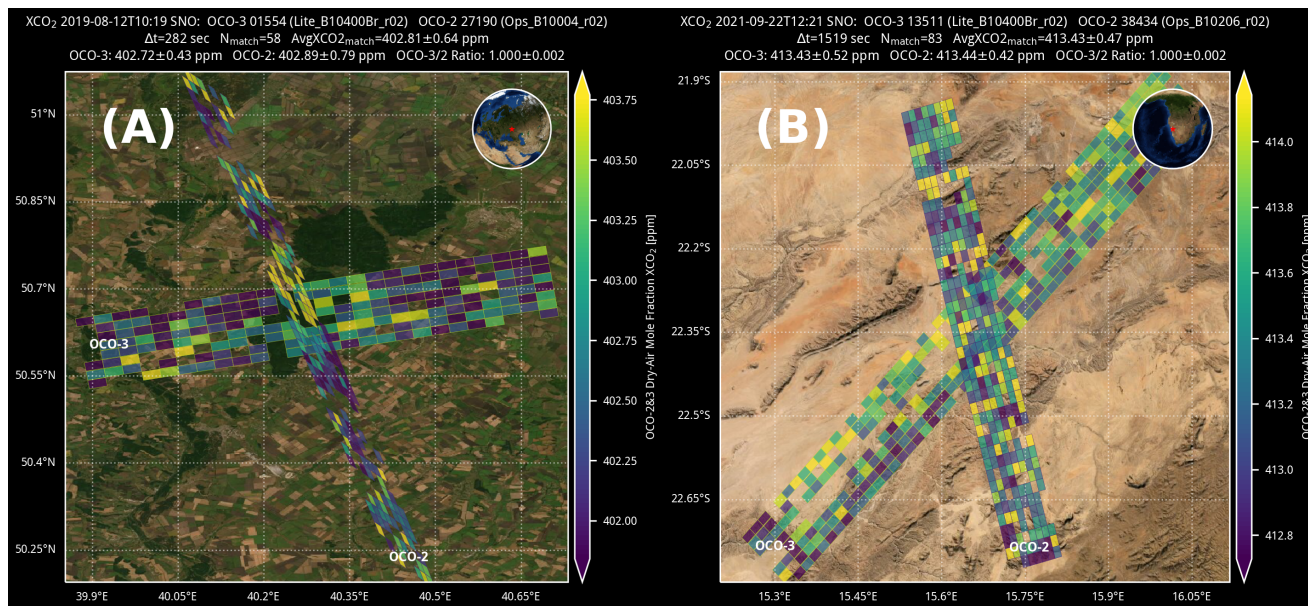 XCO2 2019-08-12T10:19 SNO: OCO-3 01554 (Lite_B10400Br_r02) OCO-2 27190 (Ops_B10004_r02)
Δt=282 sec Nmatch=58 AvgXCO2match=402.81±0.64 ppm
OCO-3: 402.72±0.43 ppm OCO-2: 402.89±0.79 ppm OCO-3/2 Ratio: 1.000±0.002
(A)
51°N
50.85°N
50.7°N
50.55°N
50.4°N
50.25°N
OCO-3
OCO-2
39.9°E 40.05°E 40.2°E 40.35°E 40.5°E 40.65°E
403.75
403.50
403.25
403.00
402.75
402.50
402.25
402.00
OCO-2&3 Dry-Air Mole Fraction XCO2 [ppm]
XCO2 2021-09-22T12:21 SNO: OCO-3 13511 (Lite_B10400Br_r02) OCO-2 38434 (Ops_B10206_r02)
Δt=1519 sec Nmatch=83 AvgXCO2match=413.43±0.47 ppm
OCO-3: 413.43±0.52 ppm OCO-2: 413.44±0.42 ppm OCO-3/2 Ratio: 1.000±0.002
(B)
21.9°S
22.05°S
22.2°S
22.35°S
22.5°S
22.65°S
OCO-3
OCO-2
15.3°E 15.45°E 15.6°E 15.75°E 15.9°E 16.05°E
414.0
413.8
413.6
413.4
413.2
413.0
412.8
OCO-2&3 Dry-Air Mole Fraction XCO2 [ppm]